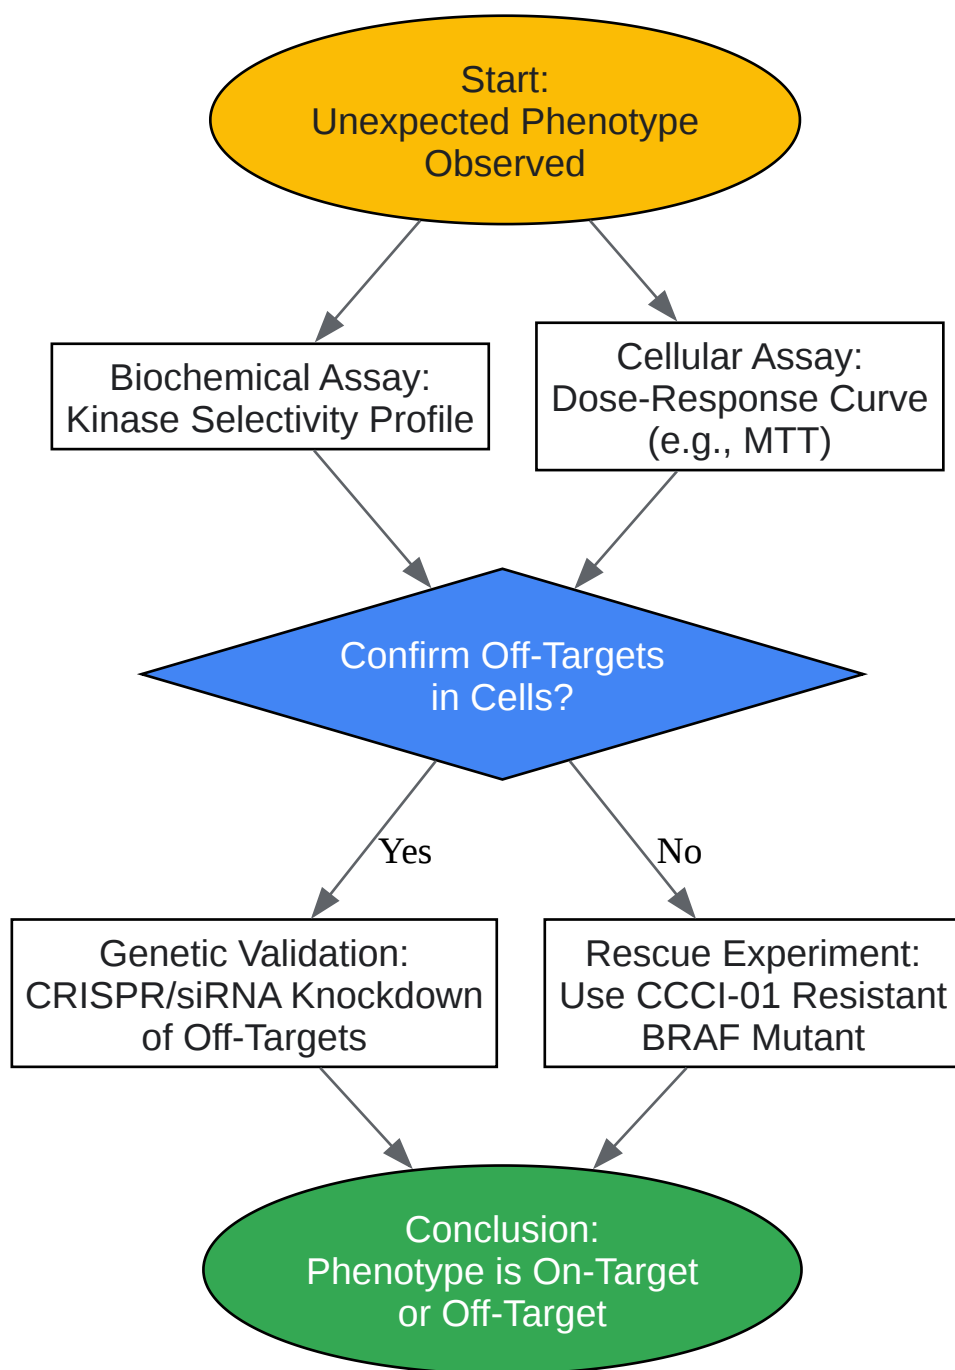 Start:
Unexpected Phenotype
Observed
Biochemical Assay:
Kinase Selectivity Profile
Cellular Assay:
Dose-Response Curve
(e.g., MTT)
Confirm Off-Targets
in Cells?
Yes
No
Genetic Validation:
CRISPR/siRNA Knockdown
of Off-Targets
Rescue Experiment:
Use CCCI-01 Resistant
BRAF Mutant
Conclusion:
Phenotype is On-Target
or Off-Target